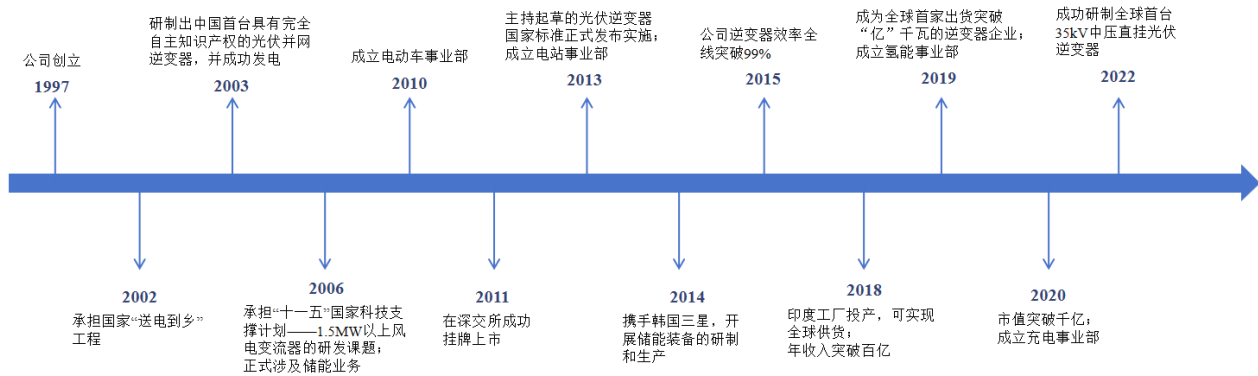 公司创立
1997
研制出中国首台具有完全
自主知识产权的光伏并网
逆变器，并成功发电
2003
成立电动车事业部
2010
主持起草的光伏逆变器
国家标准正式发布实施；
成立电站事业部
2013
公司逆变器效率全
线突破99%
2015
成为全球首家出货突破
“亿”千瓦的逆变器企业；
成立氢能事业部
2019
成功研制全球首台
35kV中压直挂光伏
逆变器
2022
2002
承担国家“送电到乡”
工程
2006
承担“十一五”国家科技支
撑计划——1.5MW以上风
电变流器的研发课题；
正式涉及储能业务
2011
在深交所成功
挂牌上市
2014
携手韩国三星，开
展储能装备的研制
和生产
2018
印度工厂投产，可实现
全球供货；
年收入突破百亿
2020
市值突破千亿；
成立充电事业部